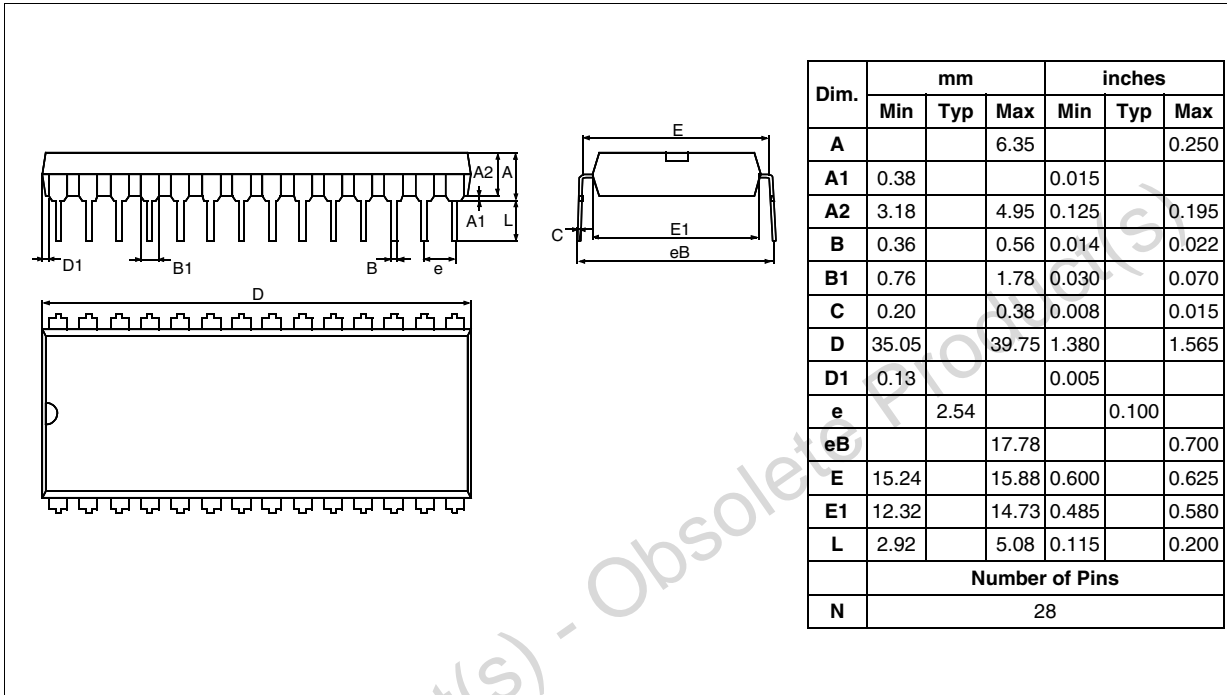 E
A2
A
A1
L
C
E1
eB
D1
B1
B
e
D
Dim. mm inches
Min Typ Max Min Typ Max
A 6.35 0.250
A1 0.38 0.015
A2 3.18 4.95 0.125 0.195
B 0.36 0.56 0.014 0.022
B1 0.76 1.78 0.030 0.070
C 0.20 0.38 0.008 0.015
D 35.05 39.75 1.380 1.565
D1 0.13 0.005
e 2.54 0.100
eB 17.78 0.700
E 15.24 15.88 0.600 0.625
E1 12.32 14.73 0.485 0.580
L 2.92 5.08 0.115 0.200
Number of Pins
N 28
t(s) - Obsolete Product(s)